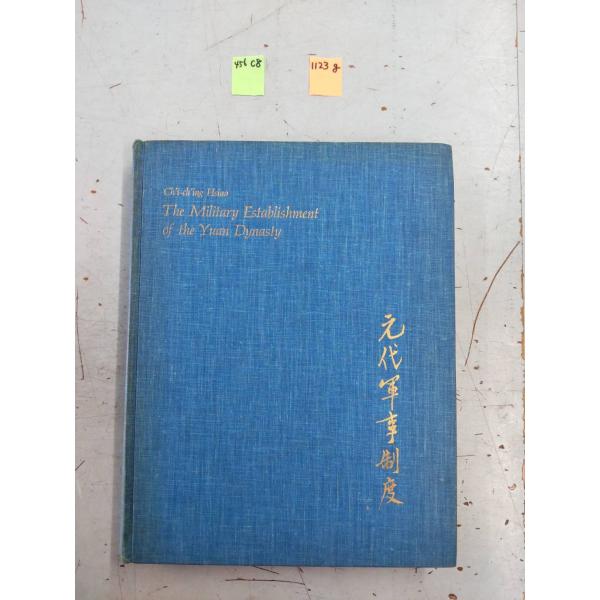 456 C8
1123 g
Ch'i-ch'ing Hsiao
The Military Establishment
of the Yuan Dynasty
元代軍事制度